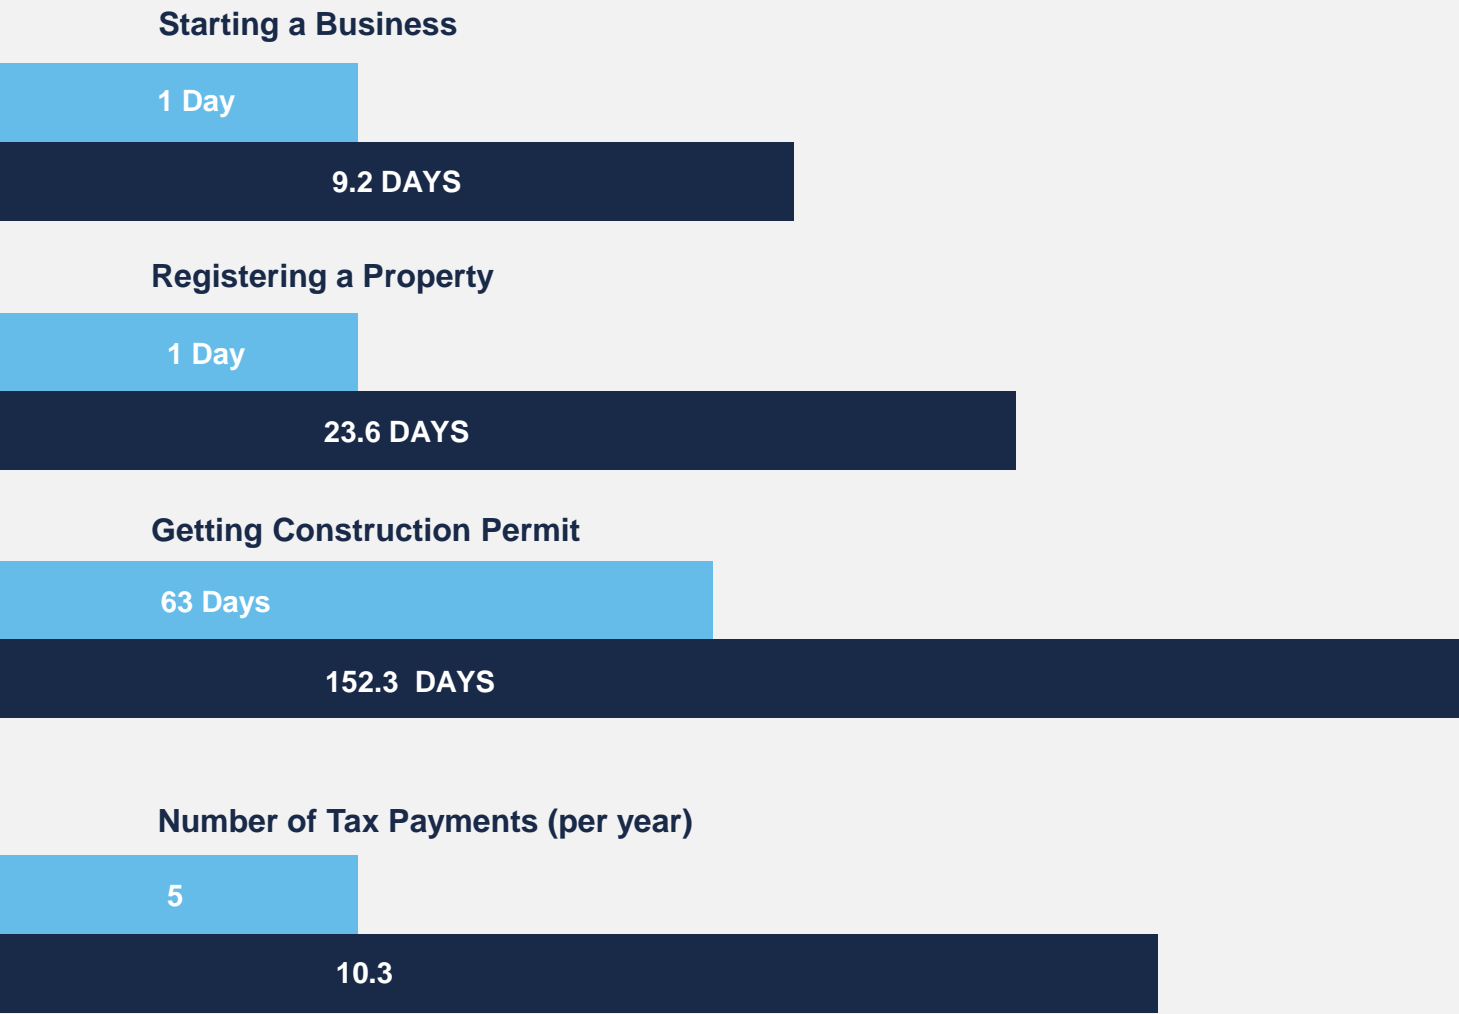 Starting a Business
1 Day
9.2 DAYS
Registering a Property
1 Day
23.6 DAYS
Getting Construction Permit
63 Days
152.3  DAYS
Number of Tax Payments (per year)
5
10.3